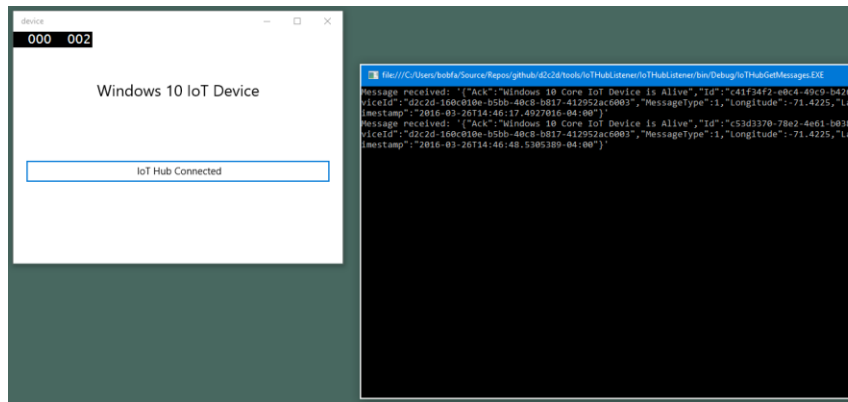 device
000 002
Windows 10 IoT Device
IoT Hub Connected
file:///C:/Users/bobfa/Source/Repos/github/d2c2d/tools/IoTHubListener/IoTHubListener/bin/Debug/IoTHubGetMessages.EXE
Message received: '{"Ack":"Windows 10 Core IoT Device is Alive","Id":"c41f34f2-e0c4-49c9-b42
viceId":"d2c2d-160c010e-b5bb-40c8-b817-412952ac6003","MessageType":1,"Longitude":-71.4225,"La
imestamp":"2016-03-26T14:46:17.4927016-04:00"}'
Message received: '{"Ack":"Windows 10 Core IoT Device is Alive","Id":"c53d3370-78e2-4e61-b038
viceId":"d2c2d-160c010e-b5bb-40c8-b817-412952ac6003","MessageType":1,"Longitude":-71.4225,"La
imestamp":"2016-03-26T14:46:48.5305389-04:00"}'